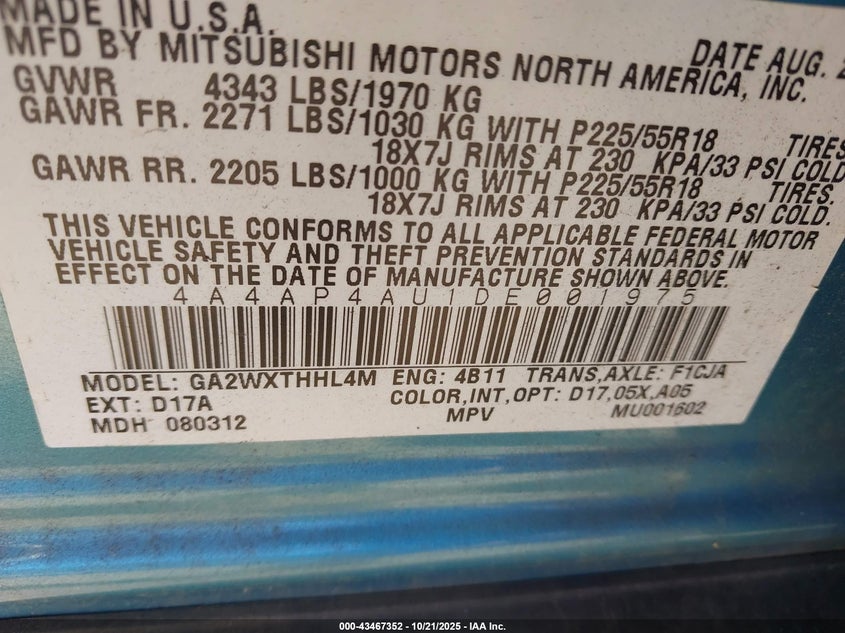 MADE IN U.S.A.
MFD BY MITSUBISHI MOTORS NORTH AMERICA, INC.
DATE AUG.
GVWR 4343 LBS/1970 KG
GAWR FR. 2271 LBS/1030 KG WITH P225/55R18 TIRES
18X7J RIMS AT 230 KPA/33 PSI COLD
GAWR RR. 2205 LBS/1000 KG WITH P225/55R18 TIRES.
18X7J RIMS AT 230 KPA/33 PSI COLD.
THIS VEHICLE CONFORMS TO ALL APPLICABLE FEDERAL MOTOR
VEHICLE SAFETY AND THEFT PREVENTION STANDARDS IN
EFFECT ON THE DATE OF MANUFACTURE SHOWN ABOVE.
4A4AP4AU1DE001975
MODEL: GA2WXTHHL4M ENG: 4B11 TRANS,AXLE: F1CJA
EXT: D17A COLOR,INT,OPT: D17,05X,A05
MDH 080312 MPV MU001602
000-43467352 | 10/21/2025 - IAA Inc.